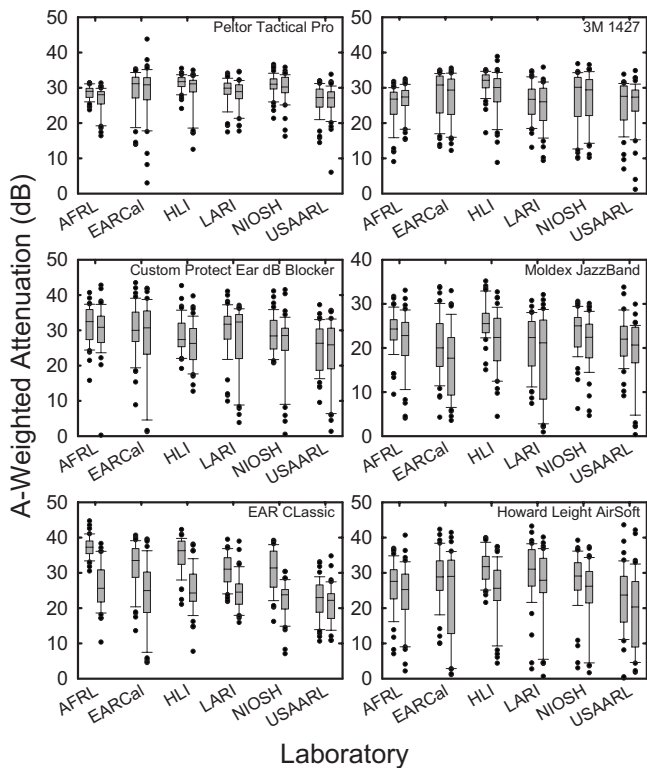 A-Weighted Attenuation (dB)
Peltor Tactical Pro
50
40
30
20
10
0
AFRL
EARCal
HLI
LARI
NIOSH
USAARL
3M 1427
50
40
30
20
10
0
AFRL
EARCal
HLI
LARI
NIOSH
USAARL
Custom Protect Ear dB Blocker
50
40
30
20
10
0
AFRL
EARCal
HLI
LARI
NIOSH
USAARL
Moldex JazzBand
40
30
20
10
0
AFRL
EARCal
HLI
LARI
NIOSH
USAARL
EAR CLassic
50
40
30
20
10
0
AFRL
EARCal
HLI
LARI
NIOSH
USAARL
Howard Leight AirSoft
50
40
30
20
10
0
AFRL
EARCal
HLI
LARI
NIOSH
USAARL
Laboratory